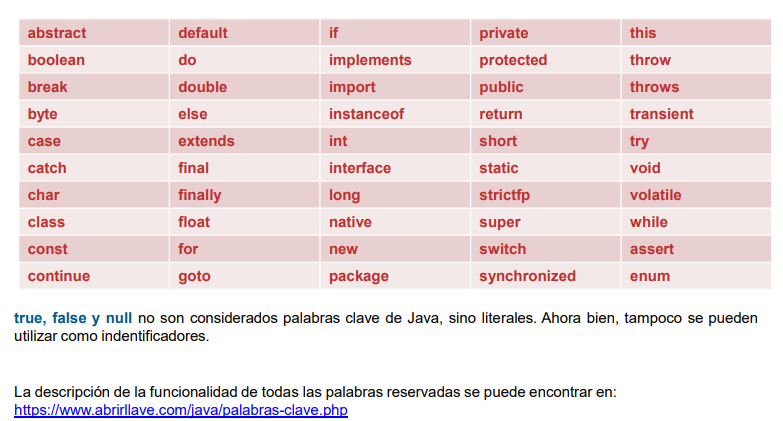 abstract default if private this
boolean do implements protected throw
break double import public throws
byte else instanceof return transient
case extends int short try
catch final interface static void
char finally long strictfp volatile
class float native super while
const for new switch assert
continue goto package synchronized enum
true, false y null no son considerados palabras clave de Java, sino literales. Ahora bien, tampoco se pueden
utilizar como indentificadores.
La descripción de la funcionalidad de todas las palabras reservadas se puede encontrar en:
https://www.abrirllave.com/java/palabras-clave.php